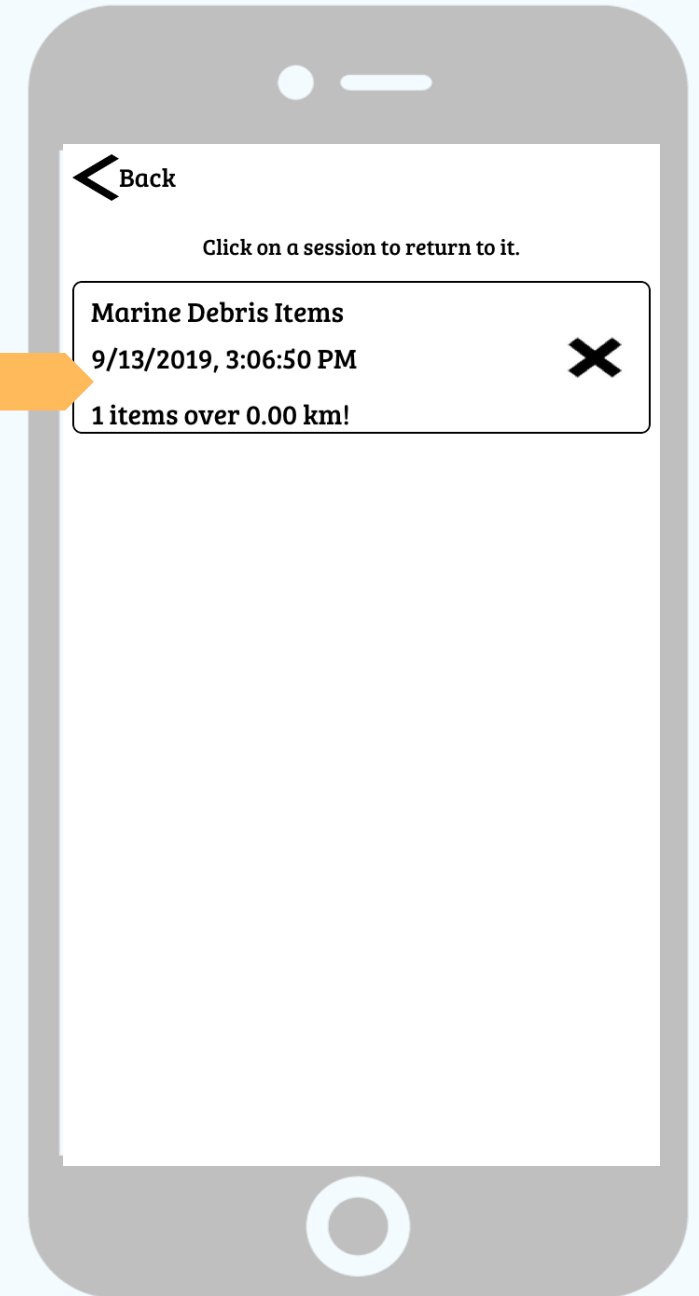 Back
Click on a session to return to it.
Marine Debris Items
9/13/2019, 3:06:50 PM
1 items over 0.00 km!